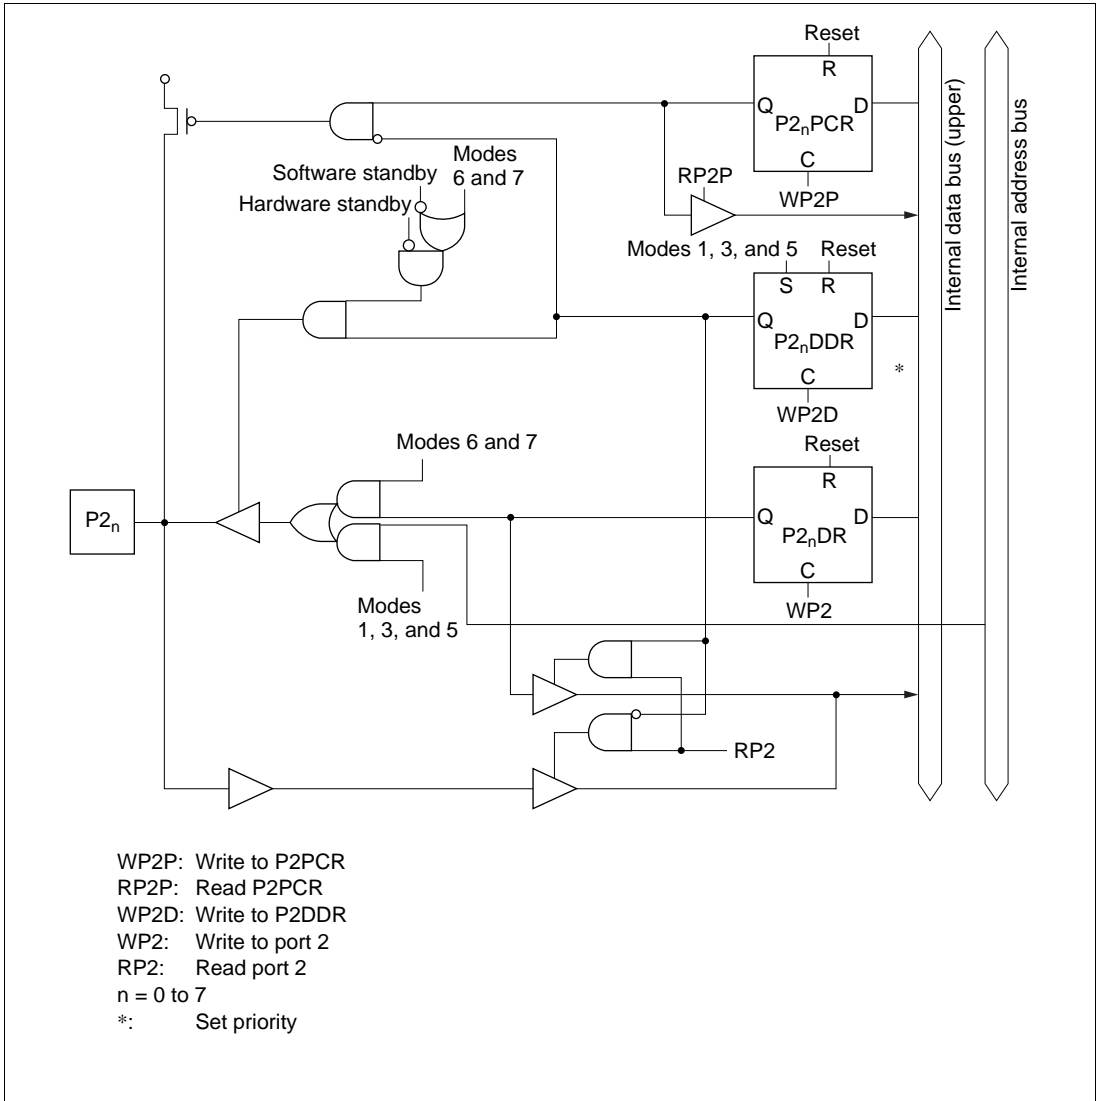 Reset
R
Q
D
P2nPCR
C
WP2P
RP2P
Modes
6 and 7
Software standby
Hardware standby
Internal data bus (upper)
Internal address bus
Modes 1, 3, and 5
Reset
S
R
Q
D
P2nDDR
C
WP2D
*
Modes 6 and 7
Reset
R
P2n
Q
D
P2nDR
C
WP2
Modes
1, 3, and 5
RP2
WP2P: Write to P2PCR
RP2P: Read P2PCR
WP2D: Write to P2DDR
WP2: Write to port 2
RP2: Read port 2
n = 0 to 7
*: Set priority